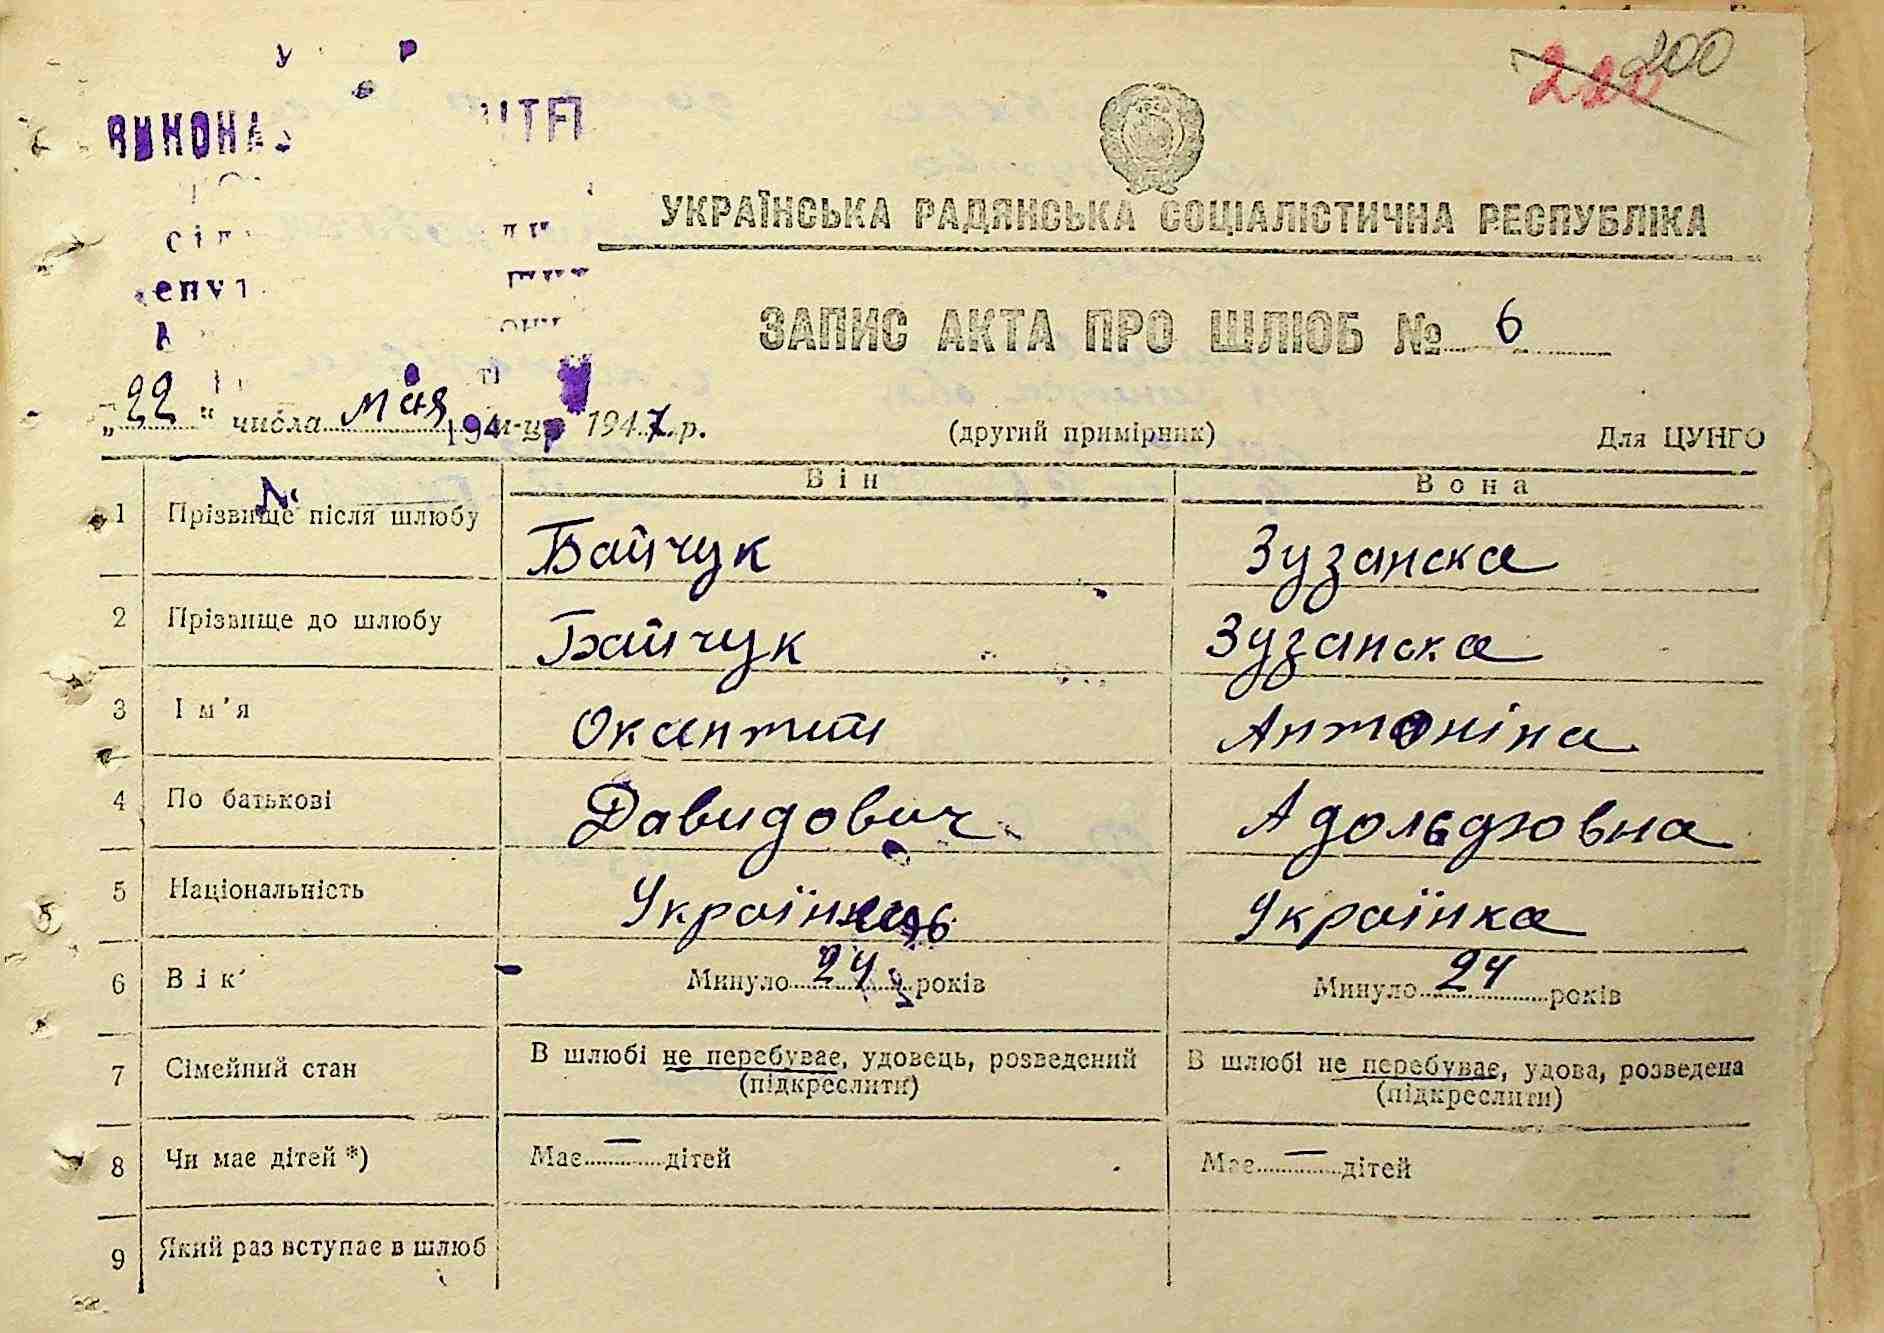 200
220
УКРАЇНСЬКА РАДЯНСЬКА СОЦІАЛІСТИЧНА РЕСПУБЛІКА
ЗАПИС АКТА ПРО ШЛЮБ № 6
„22“ числа мая м-ця 1947 р. (другий примірник) Для ЦУНГО
Він Вона
1 Прізвище після шлюбу Байчук Зузанска
2 Прізвище до шлюбу Байчук Зузанска
3 Ім'я Окантий Антоніна
4 По батькові Давидович Адольфовна
5 Національність Українець Українка
6 Вік Минуло 24 років Минуло 24 років
7 Сімейний стан В шлюбі не перебуває, удовець, розведений В шлюбі не перебуває, удова, розведена
(підкреслити) (підкреслити)
8 Чи має дітей *) Має — дітей Має — дітей
9 Який раз вступає в шлюб